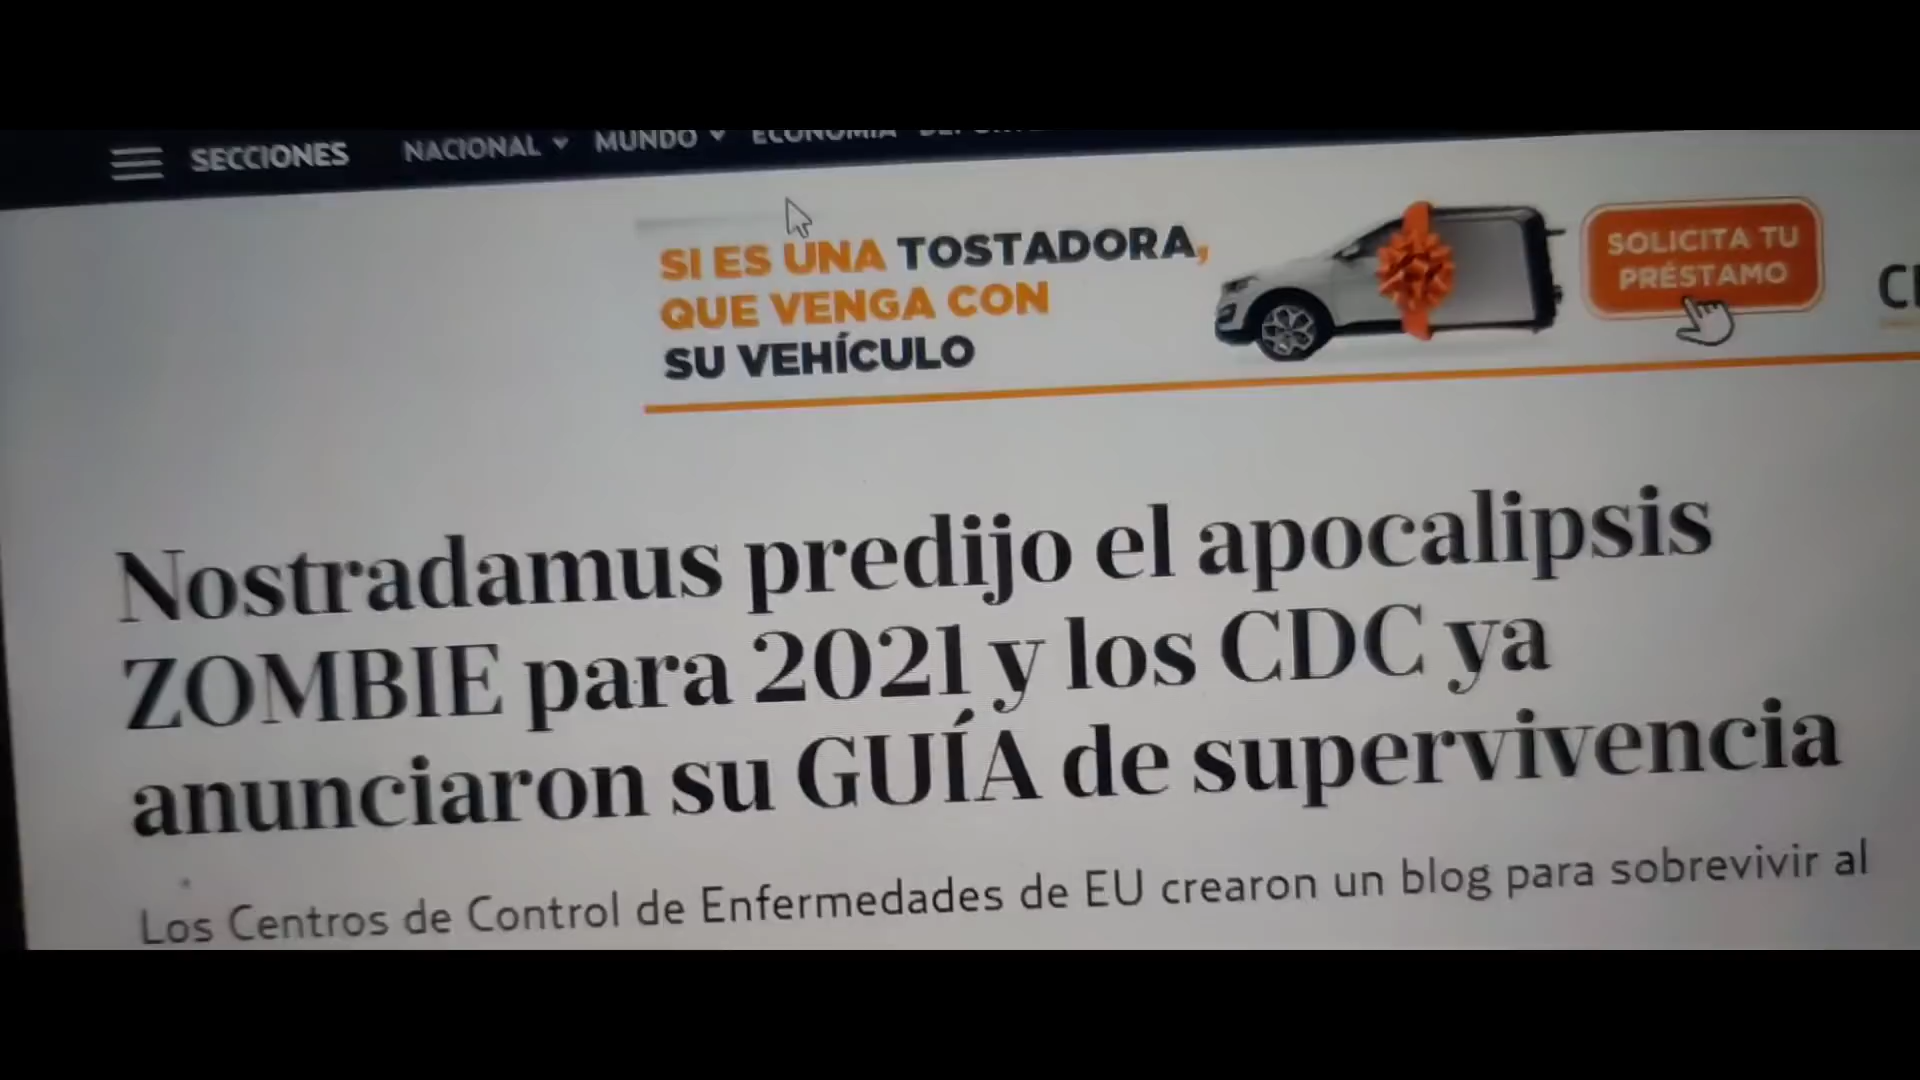 SECCIONES NACIONAL MUNDO ECONOMIA
SI ES UNA TOSTADORA,
QUE VENGA CON
SU VEHÍCULO
SOLICITA TU
PRÉSTAMO
Nostradamus predijo el apocalipsis
ZOMBIE para 2021 y los CDC ya
anunciaron su GUÍA de supervivencia
Los Centros de Control de Enfermedades de EU crearon un blog para sobrevivir al